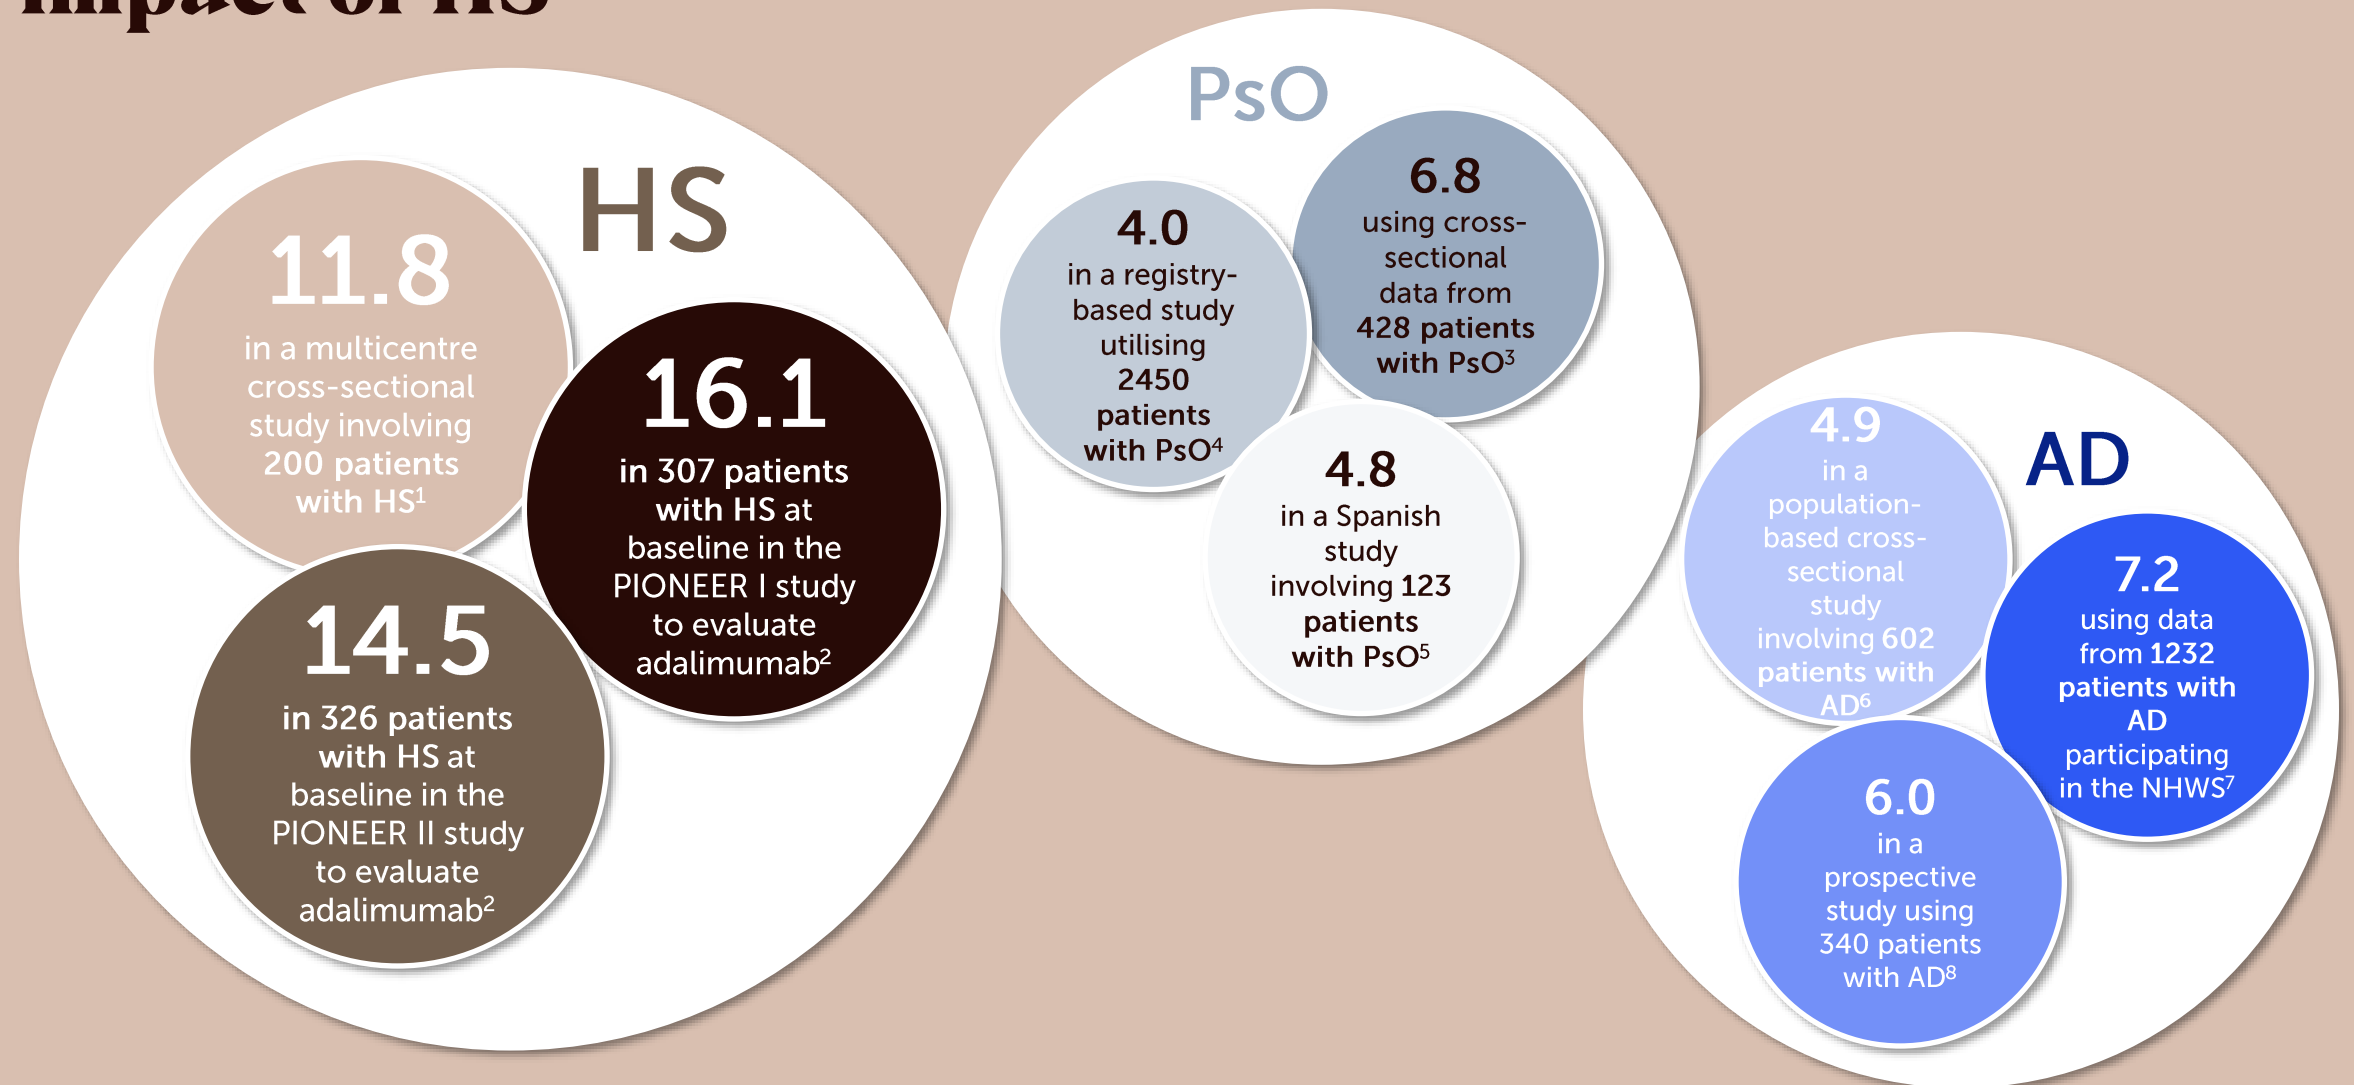 impact of HS
HS
11.8
in a multicentre
cross-sectional
study involving
200 patients
with HS¹
16.1
in 307 patients
with HS at
baseline in the
PIONEER I study
to evaluate
adalimumab²
14.5
in 326 patients
with HS at
baseline in the
PIONEER II study
to evaluate
adalimumab²
PsO
4.0
in a registry-
based study
utilising
2450
patients
with PsO⁴
6.8
using cross-
sectional
data from
428 patients
with PsO³
4.8
in a Spanish
study
involving 123
patients
with PsO⁵
AD
4.9
in a
population-
based cross-
sectional
study
involving 602
patients with
AD⁶
7.2
using data
from 1232
patients with
AD
participating
in the NHWS⁷
6.0
in a
prospective
study using
340 patients
with AD⁸